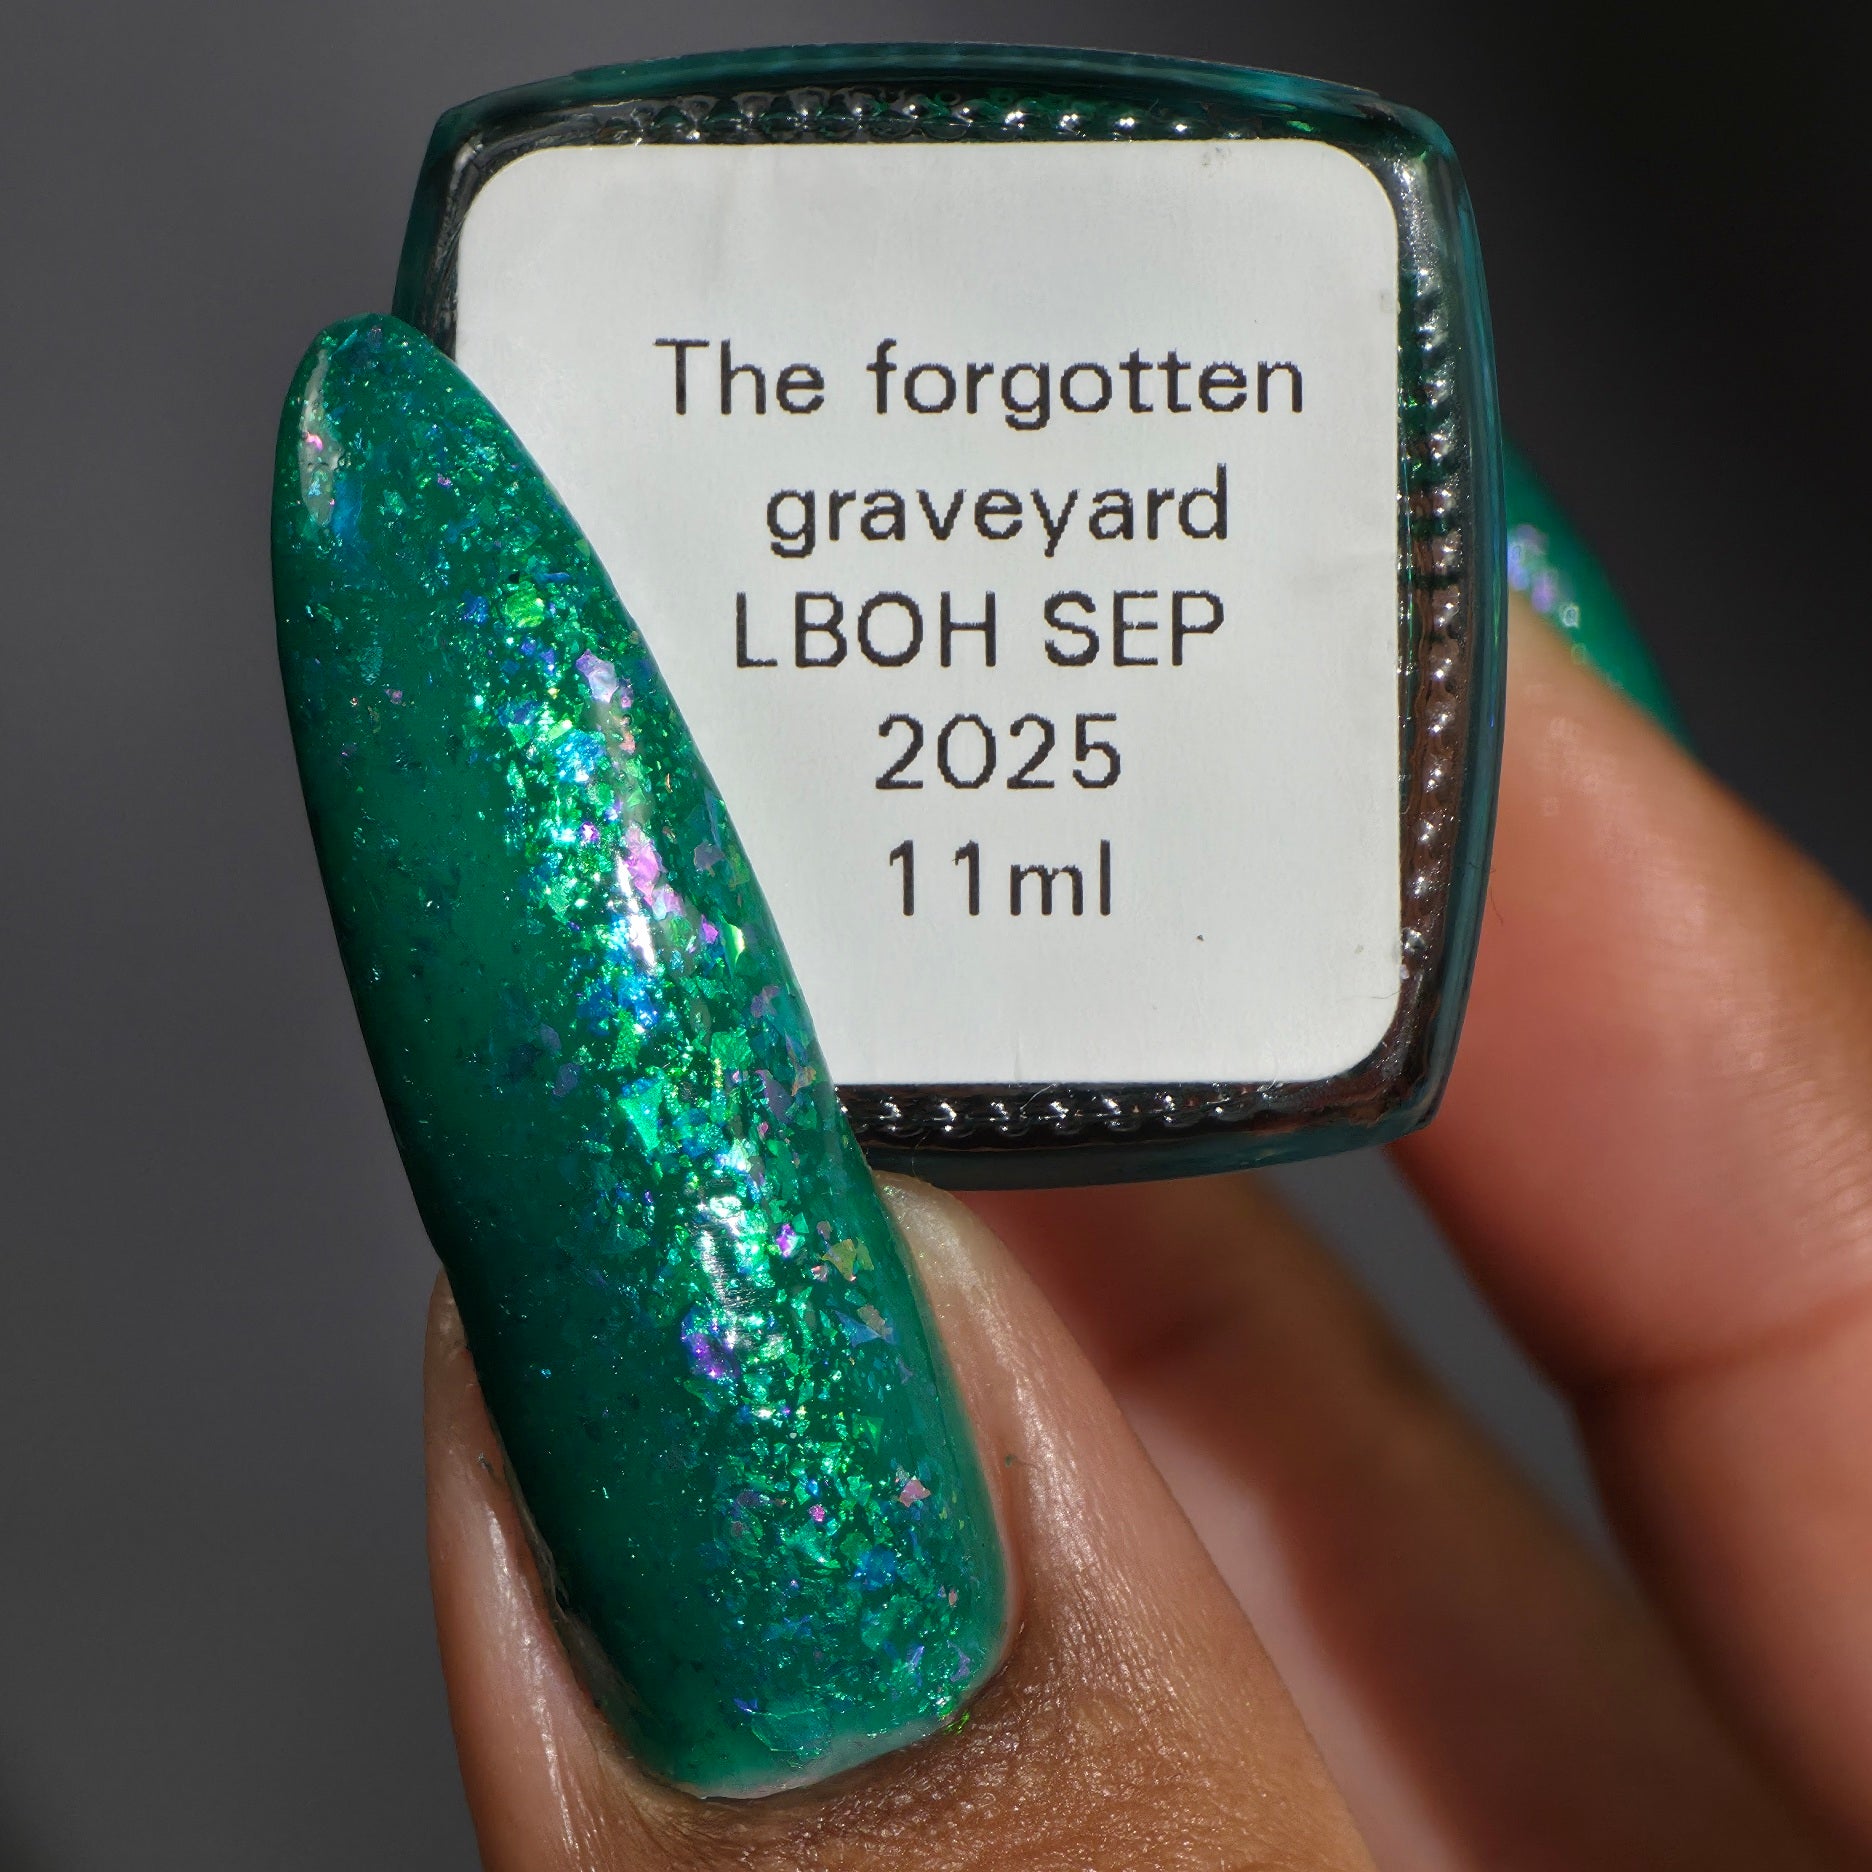 The forgotten
graveyard
LBOH SEP
2025
11ml